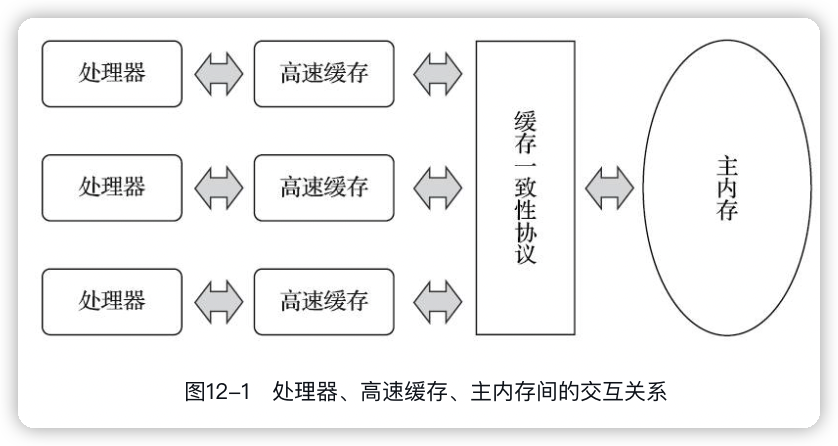 处理器
高速缓存
处理器
高速缓存
处理器
高速缓存
缓存一致性协议
主内存
图12–1 处理器、高速缓存、主内存间的交互关系